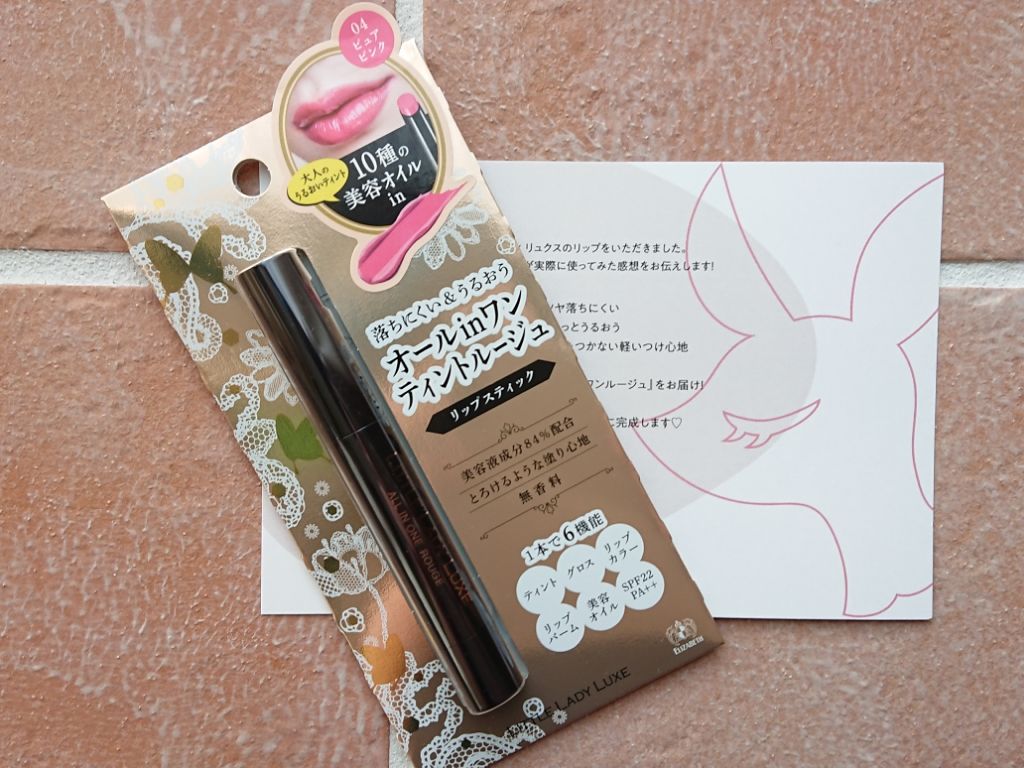 04
ピュア
ピンク
大人の
うるおいティント
10種の
美容オイル
in
落ちにくい&うるおう
オールinワン
ティントルージュ
リップスティック
美容液成分84%配合
とろけるような塗り心地
無香料
1本で6機能
ティント
グロス
リップ
カラー
リップ
バーム
美容
オイル
SPF22
PA++
ELIZABETH
LADY LUXE
ALL IN ONE ROUGE
リュクスのリップをいただきました。
実際に使ってみた感想をお伝えします!
ツヤ落ちにくい
っとうるおう
つかない軽いつけ心地
ワンルージュ』をお届け!
に完成します♡